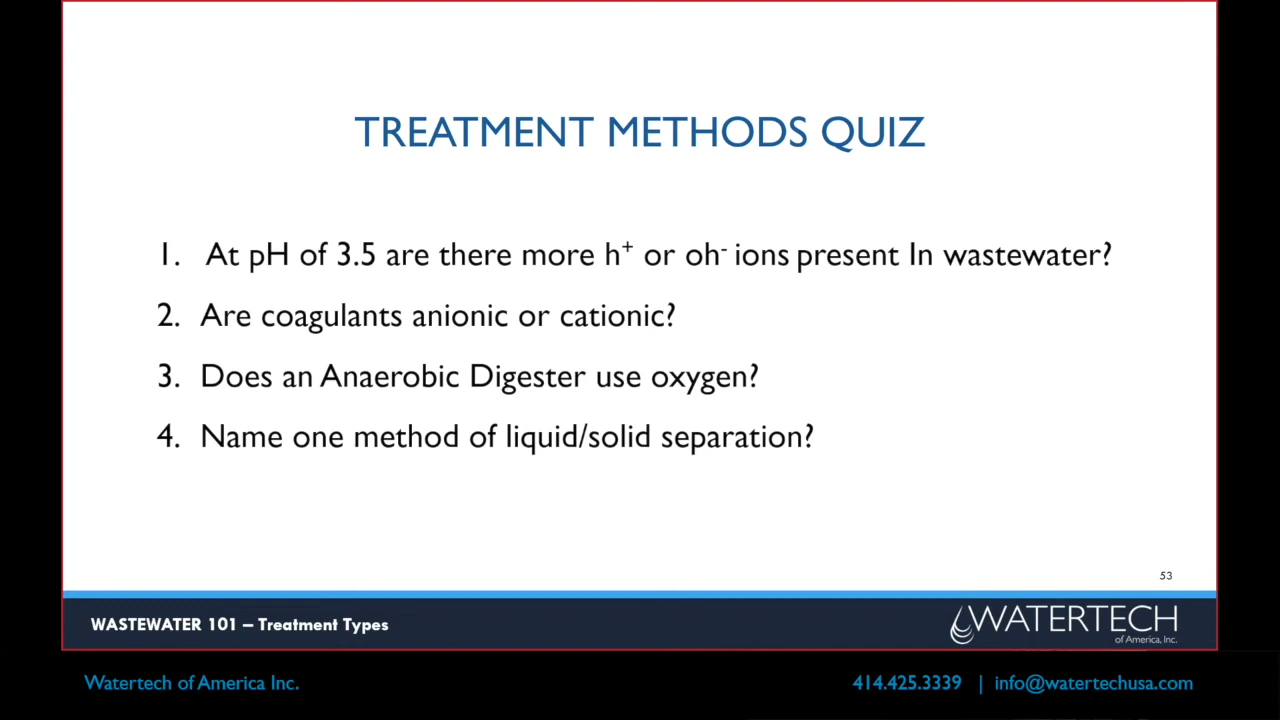 TREATMENT METHODS QUIZ
1. At pH of 3.5 are there more h⁺ or oh⁻ ions present In wastewater?
2. Are coagulants anionic or cationic?
3. Does an Anaerobic Digester use oxygen?
4. Name one method of liquid/solid separation?
53
WASTEWATER 101 – Treatment Types
WATERTECH
of America, Inc.
Watertech of America Inc.
414.425.3339 | info@watertechusa.com